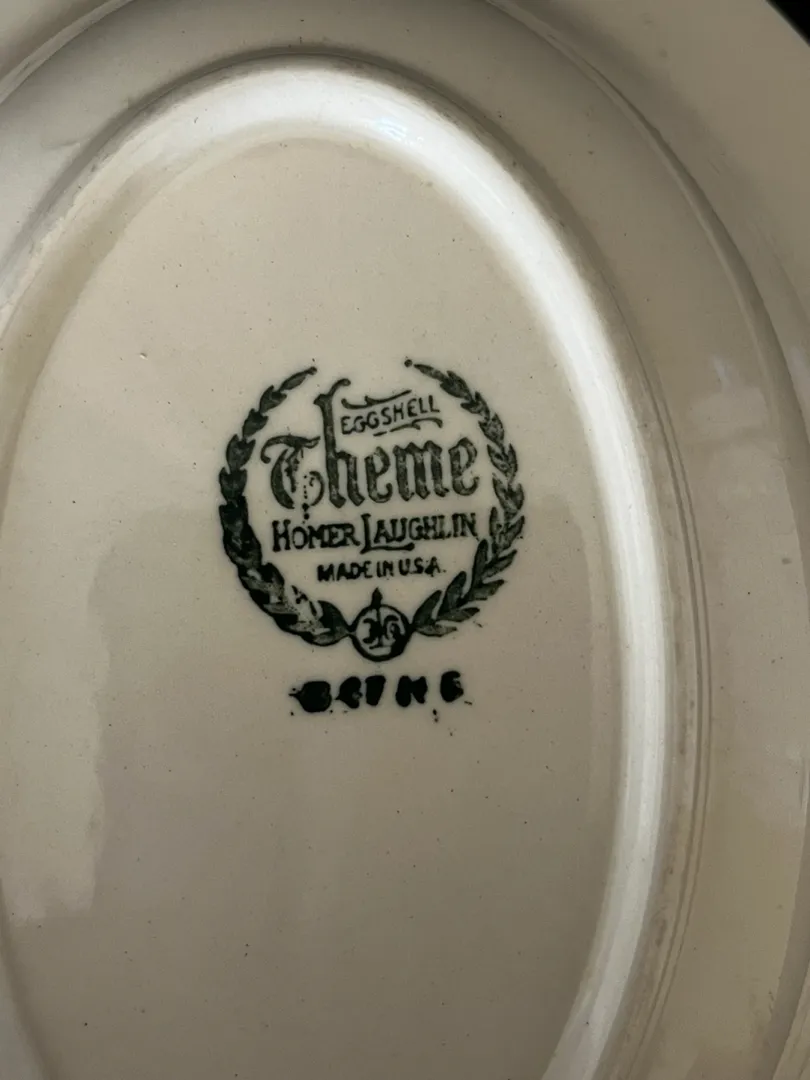 EGGSHELL
Theme
HOMER LAUGHLIN
MADE IN U.S.A.